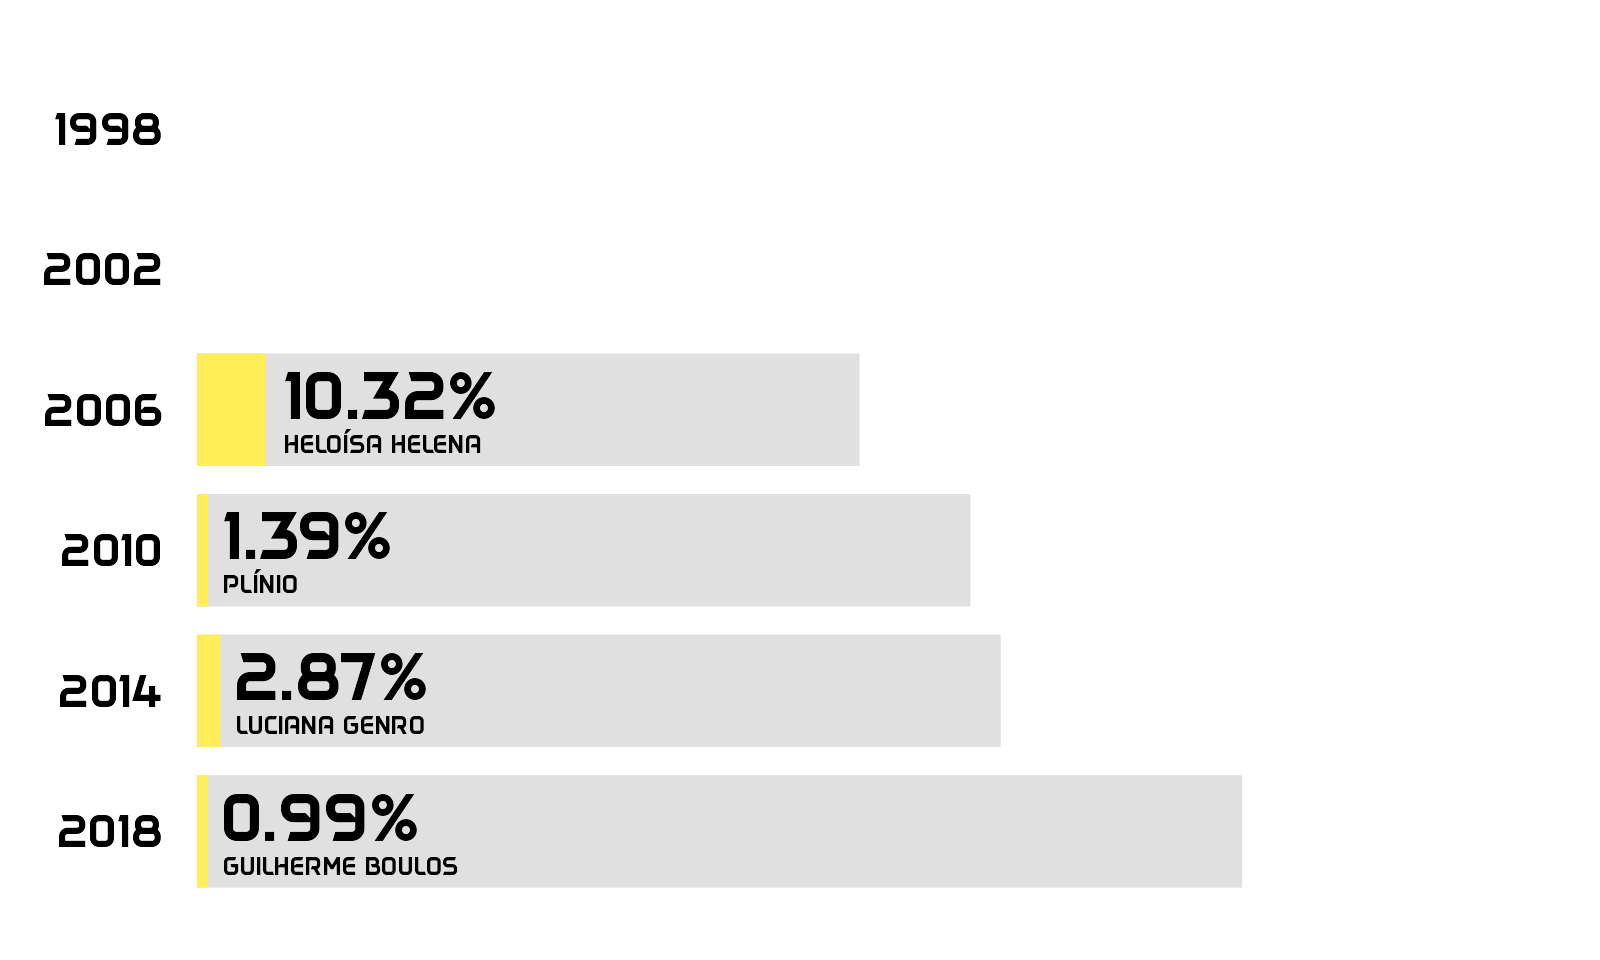 1998
2002
2006
10.32%
HELOÍSA HELENA
2010
1.39%
PLÍNIO
2014
2.87%
LUCIANA GENRO
2018
0.99%
GUILHERME BOULOS